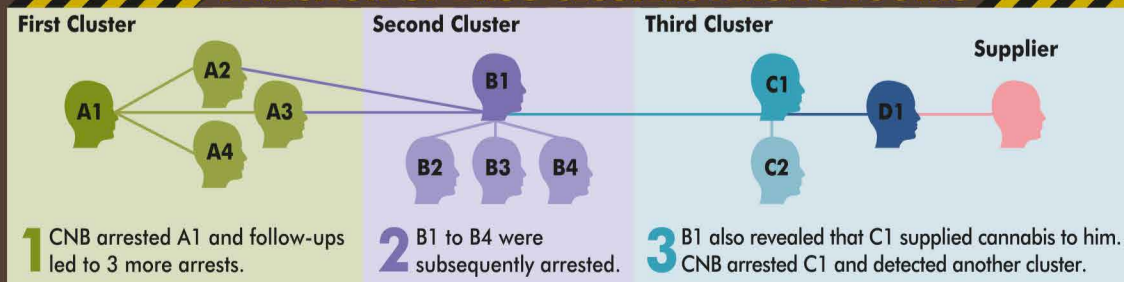 First Cluster
A1
A2
A3
A4
1 CNB arrested A1 and follow-ups
led to 3 more arrests.
Second Cluster
B1
B2 B3 B4
2 B1 to B4 were
subsequently arrested.
Third Cluster
Supplier
C1
D1
C2
3 B1 also revealed that C1 supplied cannabis to him.
CNB arrested C1 and detected another cluster.